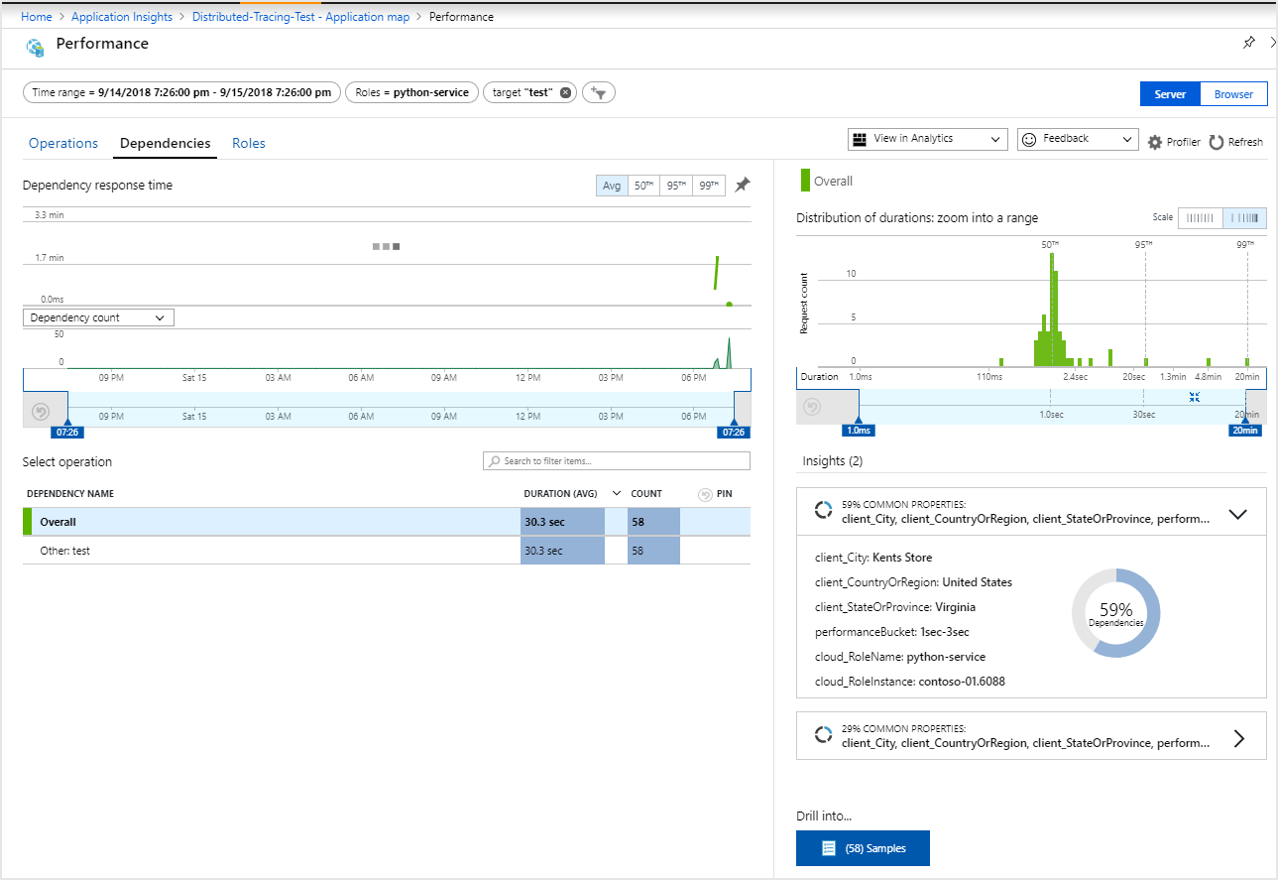 Home > Application Insights > Distributed-Tracing-Test - Application map > Performance
Performance
Time range = 9/14/2018 7:26:00 pm - 9/15/2018 7:26:00 pm
Roles = python-service
target "test"
Server
Browser
Operations
Dependencies
Roles
View in Analytics
Feedback
Profiler
Refresh
Dependency response time
Avg
50TH
95TH
99TH
3.3 min
1.7 min
0.0ms
Dependency count
50
0
09 PM
Sat 15
03 AM
06 AM
09 AM
12 PM
03 PM
06 PM
09 PM
Sat 15
03 AM
06 AM
09 AM
12 PM
03 PM
06 PM
07:26
07:26
Select operation
Search to filter items...
DEPENDENCY NAME
DURATION (AVG)
COUNT
PIN
Overall
30.3 sec
58
Other: test
30.3 sec
58
Overall
Distribution of durations: zoom into a range
Scale
50TH
95TH
99TH
Request count
10
5
0
Duration
1.0ms
110ms
2.4sec
20sec
1.3min
4.8min
20min
1.0sec
30sec
20min
1.0ms
20min
Insights (2)
59% COMMON PROPERTIES:
client_City, client_CountryOrRegion, client_StateOrProvince, perform...
client_City: Kents Store
client_CountryOrRegion: United States
client_StateOrProvince: Virginia
performanceBucket: 1sec-3sec
cloud_RoleName: python-service
cloud_RoleInstance: contoso-01.6088
59%
Dependencies
29% COMMON PROPERTIES:
client_City, client_CountryOrRegion, client_StateOrProvince, perform...
Drill into...
(58) Samples